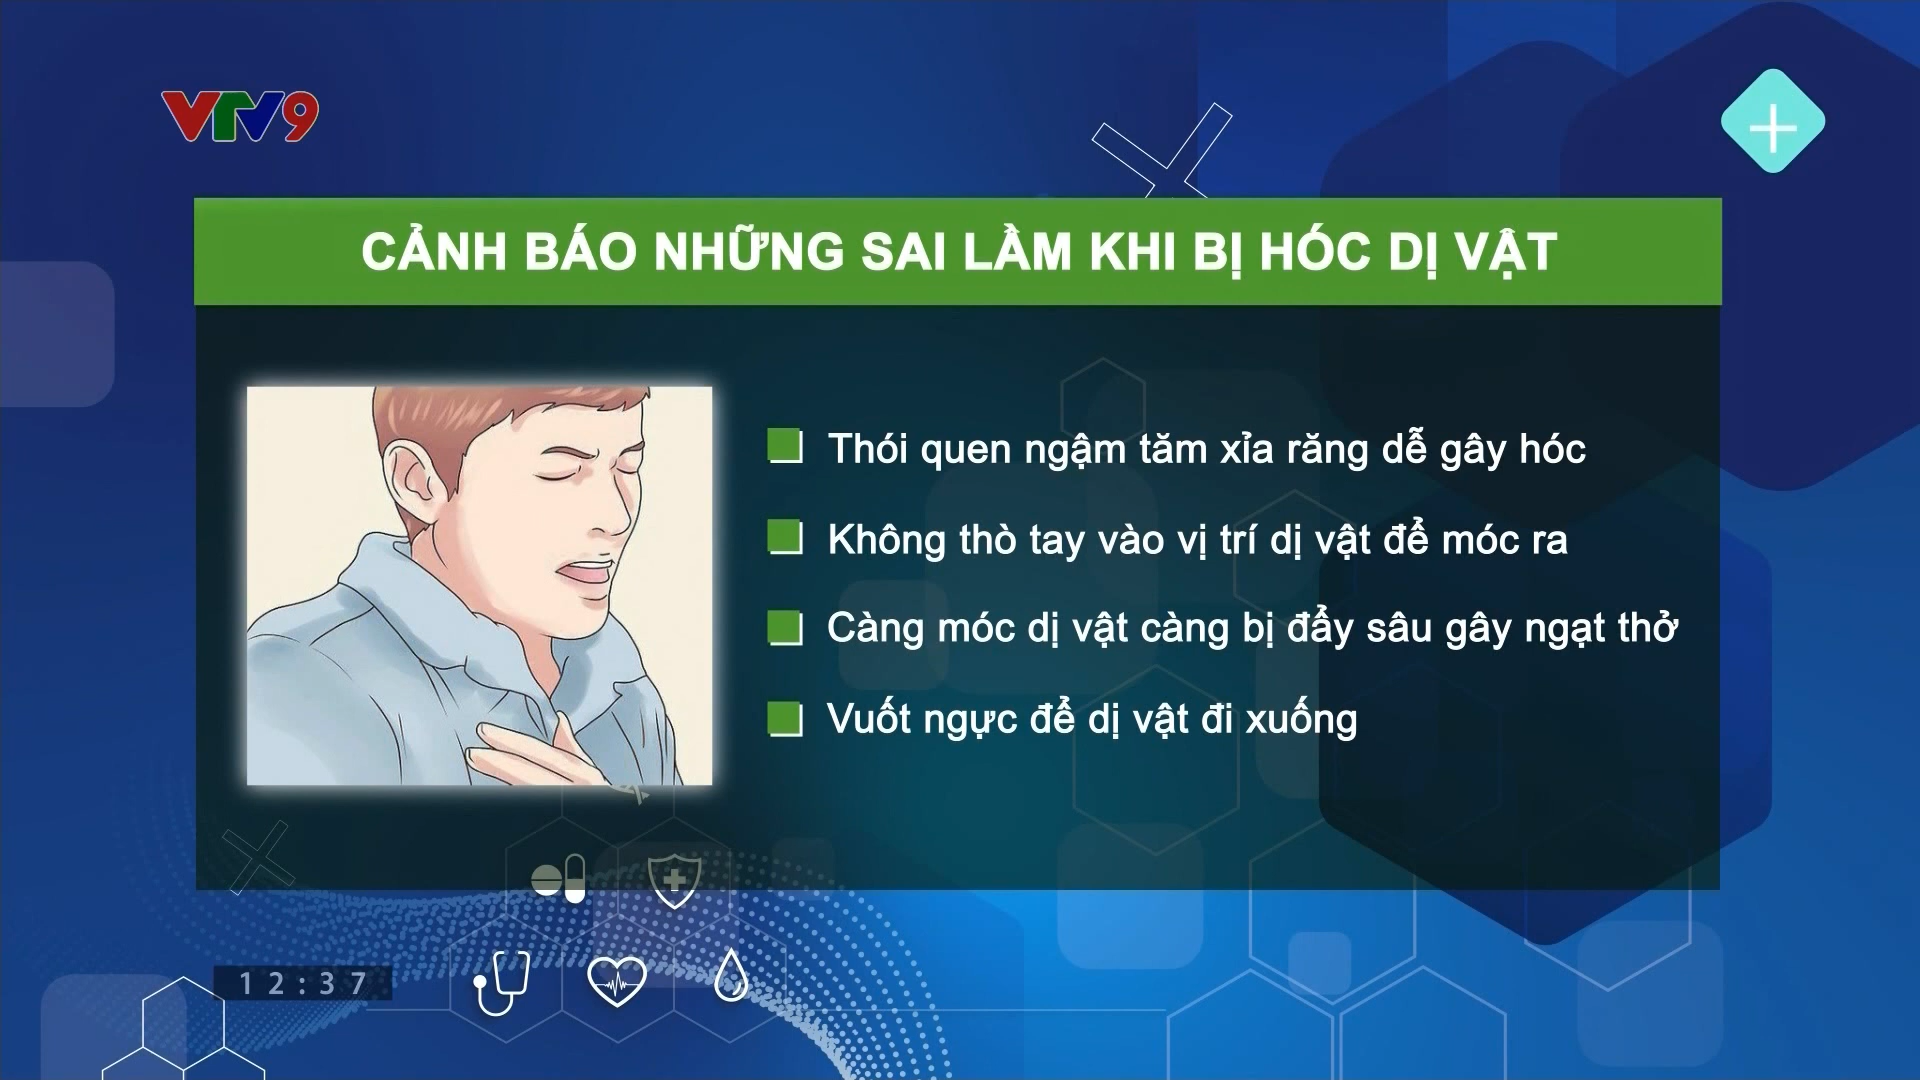 VTV9
CẢNH BÁO NHỮNG SAI LẦM KHI BỊ HÓC DỊ VẬT
Thói quen ngậm tăm xỉa răng dễ gây hóc
Không thò tay vào vị trí dị vật để móc ra
Càng móc dị vật càng bị đẩy sâu gây ngạt thở
Vuốt ngực để dị vật đi xuống
12:37